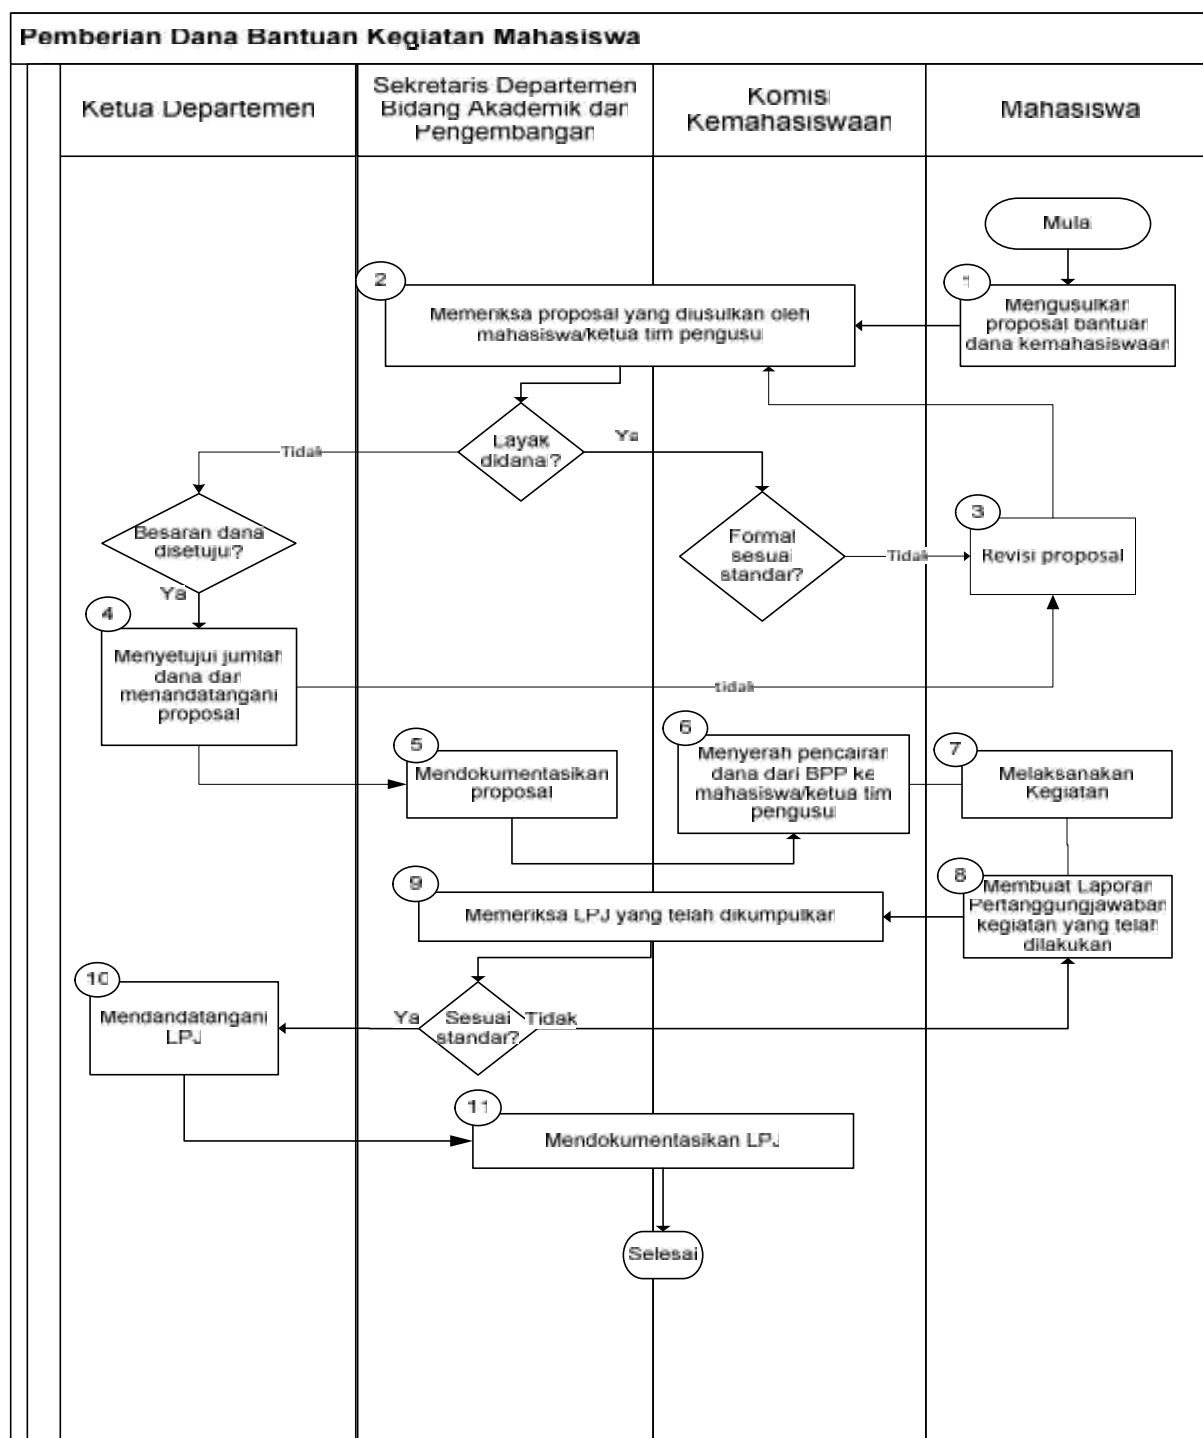 Pemberian Dana Bantuan Kegiatan Mahasiswa
Ketua Departemen
Sekretaris Departemen
Bidang Akademik dan
Pengembangan
Komisi
Kemahasiswaan
Mahasiswa
Mulai
1
Mengusulkan
proposal bantuan
dana kemahasiswaan
2
Memeriksa proposal yang diusulkan oleh
mahasiswa/ketua tim pengusul
Layak
didanai?
Ya
Tidak
Besaran dana
disetujui?
Ya
Format
sesuai
standar?
Tidak
3
Revisi proposal
4
Menyetujui jumlah
dana dan
menandatangani
proposal
tidak
5
Mendokumentasikan
proposal
6
Menyerah pencairan
dana dari BPP ke
mahasiswa/ketua tim
pengusul
7
Melaksanakan
Kegiatan
8
Membuat Laporan
Pertanggungjawaban
kegiatan yang telah
dilakukan
9
Memeriksa LPJ yang telah dikumpulkan
Sesuai
standar?
Ya
Tidak
10
Mendandatangani
LPJ
11
Mendokumentasikan LPJ
Selesai